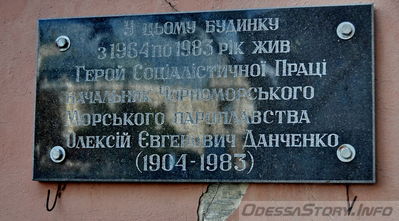 У цьому будинку
з 1964 по 1983 рік жив
Герой Соціалістичної Праці
начальник Чорноморського
Морського пароплавства
Олексій Євгенович Данченко
(1904-1983)
OdessaStory.Info